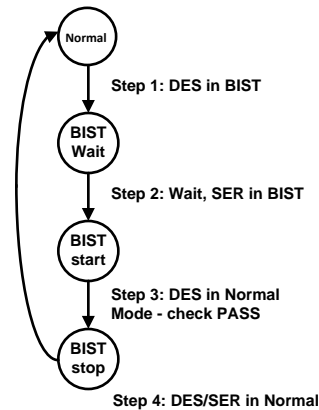 Normal
Step 1: DES in BIST
BIST
Wait
Step 2: Wait, SER in BIST
BIST
start
Step 3: DES in Normal
Mode - check PASS
BIST
stop
Step 4: DES/SER in Normal